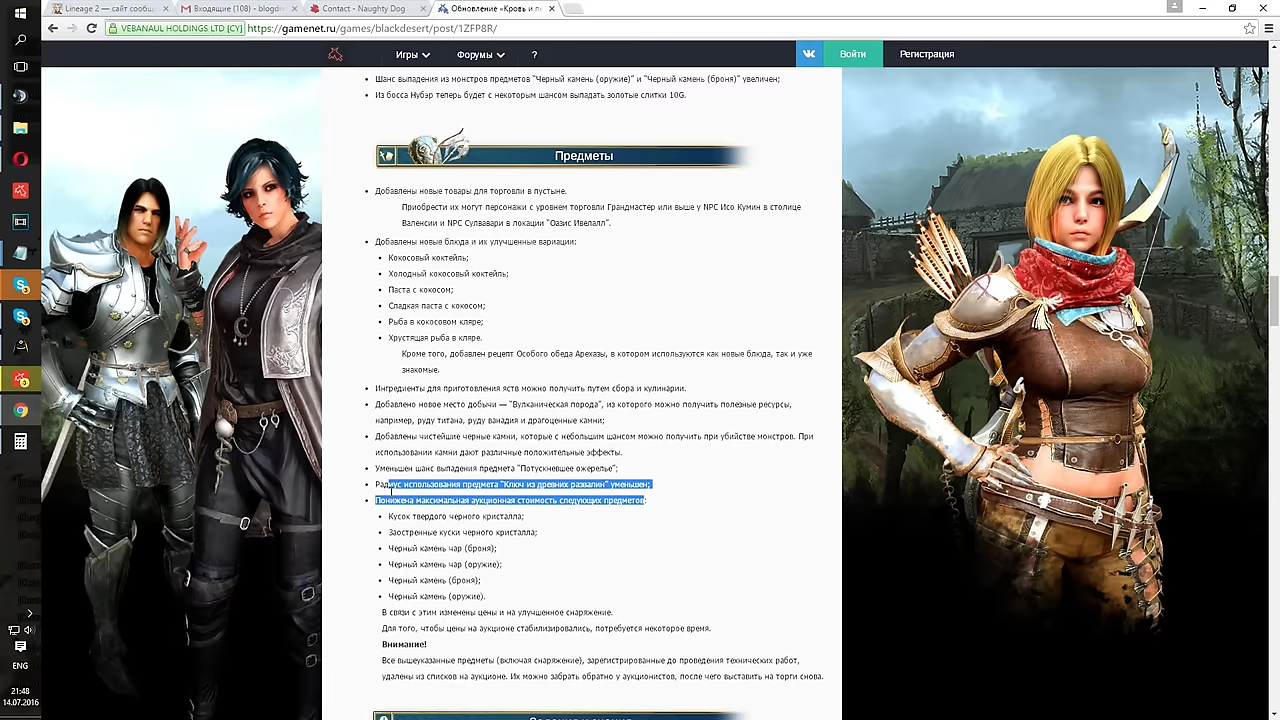 Lineage 2 — сайт сообщ
Входящие (108) - blogdn
Contact - Naughty Dog
Обновление «Кровь и пе
VEBANAUL HOLDINGS LTD [CY]
https://gamenet.ru/games/blackdesert/post/1ZFP8R/
Игры
Форумы
?
Войти
Регистрация
• Шанс выпадения из монстров предметов "Черный камень (оружие)" и "Черный камень (броня)" увеличен;
• Из босса Нубэр теперь будет с некоторым шансом выпадать золотые слитки 10G.
Предметы
• Добавлены новые товары для торговли в пустыне.
Приобрести их могут персонажи с уровнем торговли Грандмастер или выше у NPC Исо Кумин в столице
Валенсии и NPC Сулвавари в локации "Оазис Ивелалл".
• Добавлены новые блюда и их улучшенные вариации:
• Кокосовый коктейль;
• Холодный кокосовый коктейль;
• Паста с кокосом;
• Сладкая паста с кокосом;
• Рыба в кокосовом кляре;
• Хрустящая рыба в кляре.
Кроме того, добавлен рецепт Особого обеда Арехазы, в котором используются как новые блюда, так и уже
знакомые.
• Ингредиенты для приготовления яств можно получить путем сбора и кулинарии.
• Добавлено новое место добычи — "Вулканическая порода", из которого можно получить полезные ресурсы,
например, руду титана, руду ванадия и драгоценные камни;
• Добавлены чистейшие черные камни, которые с небольшим шансом можно получить при убийстве монстров. При
использовании камни дают различные положительные эффекты.
• Уменьшен шанс выпадения предмета "Потускневшее ожерелье";
• Радиус использования предмета "Ключ из древних развалин" уменьшен;
• Понижена максимальная аукционная стоимость следующих предметов:
• Кусок твердого черного кристалла;
• Заостренные куски черного кристалла;
• Черный камень чар (броня);
• Черный камень чар (оружие);
• Черный камень (броня);
• Черный камень (оружие).
В связи с этим изменены цены и на улучшенное снаряжение.
Для того, чтобы цены на аукционе стабилизировались, потребуется некоторое время.
Внимание!
Все вышеуказанные предметы (включая снаряжение), зарегистрированные до проведения технических работ,
удалены из списков на аукционе. Их можно забрать обратно у аукционистов, после чего выставить на торги снова.
ENG
21:48
14.07.2016